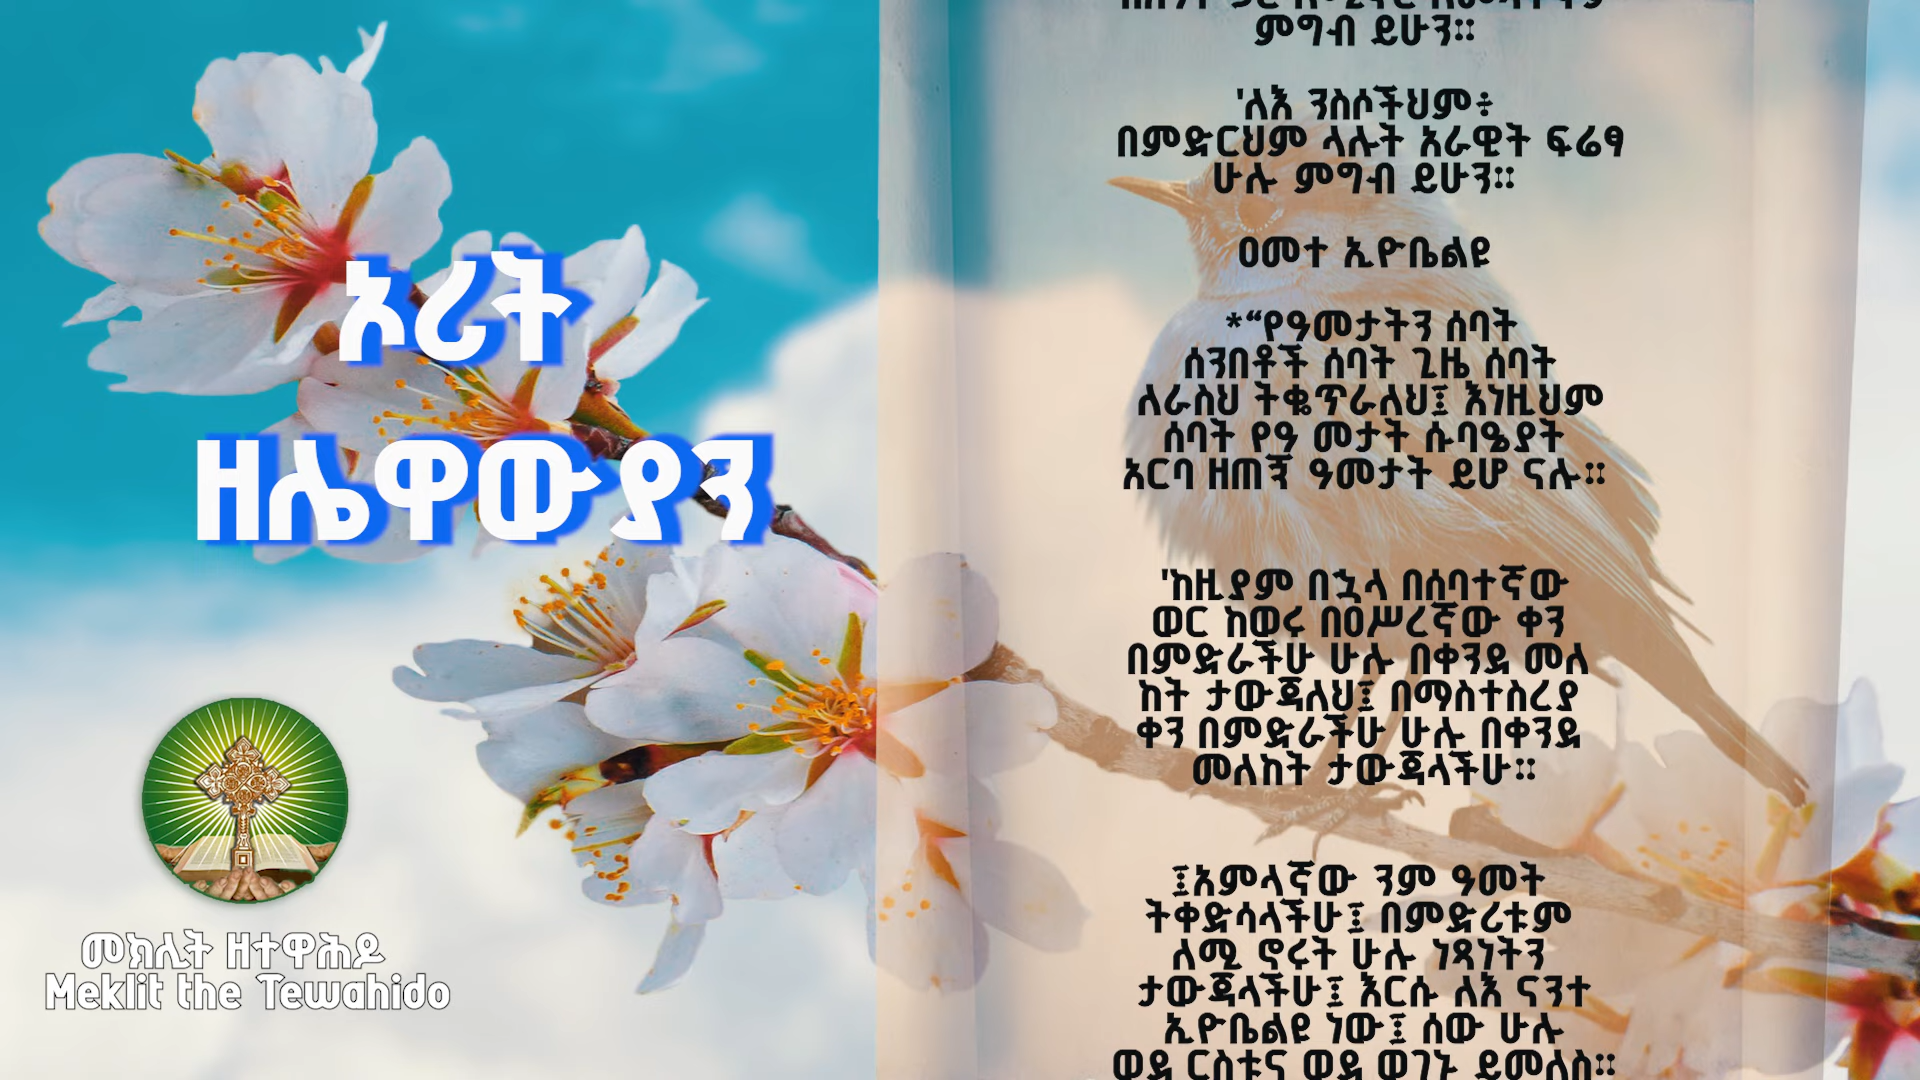 ኦሪት
ዘሌዋውያን
መክሊት ዘተዋሕዶ
Meklit the Tewahido
ምግብ ይሁን።
'ለእ ንስሶችህም፥
በምድርህም ላሉት አራዊት ፍሬዋ
ሁሉ ምግብ ይሁን።
ዐመተ ኢዮቤልዩ
*“የዓመታትን ሰባት
ሰንበቶች ሰባት ጊዜ ሰባት
ለራስህ ትቈጥራለህ፤ እነዚህም
ሰባት የዓ መታት ሱባዔያት
አርባ ዘጠኝ ዓመታት ይሆ ናሉ።
'ከዚያም በኋላ በሰባተኛው
ወር ከወሩ በዐሥረኛው ቀን
በምድራችሁ ሁሉ በቀንደ መለ
ከት ታውጃለህ፤ በማስተስረያ
ቀን በምድራችሁ ሁሉ በቀንደ
መለከት ታውጃላችሁ።
፤አምላኛው ንም ዓመት
ትቀድሳላችሁ፤ በምድሪቱም
ለሚ ኖሩት ሁሉ ነጻነትን
ታውጃላችሁ፤ እርሱ ለእ ናንተ
ኢዮቤልዩ ነው፤ ሰው ሁሉ
ወደ ርስቱና ወደ ወገኑ ይመለስ።